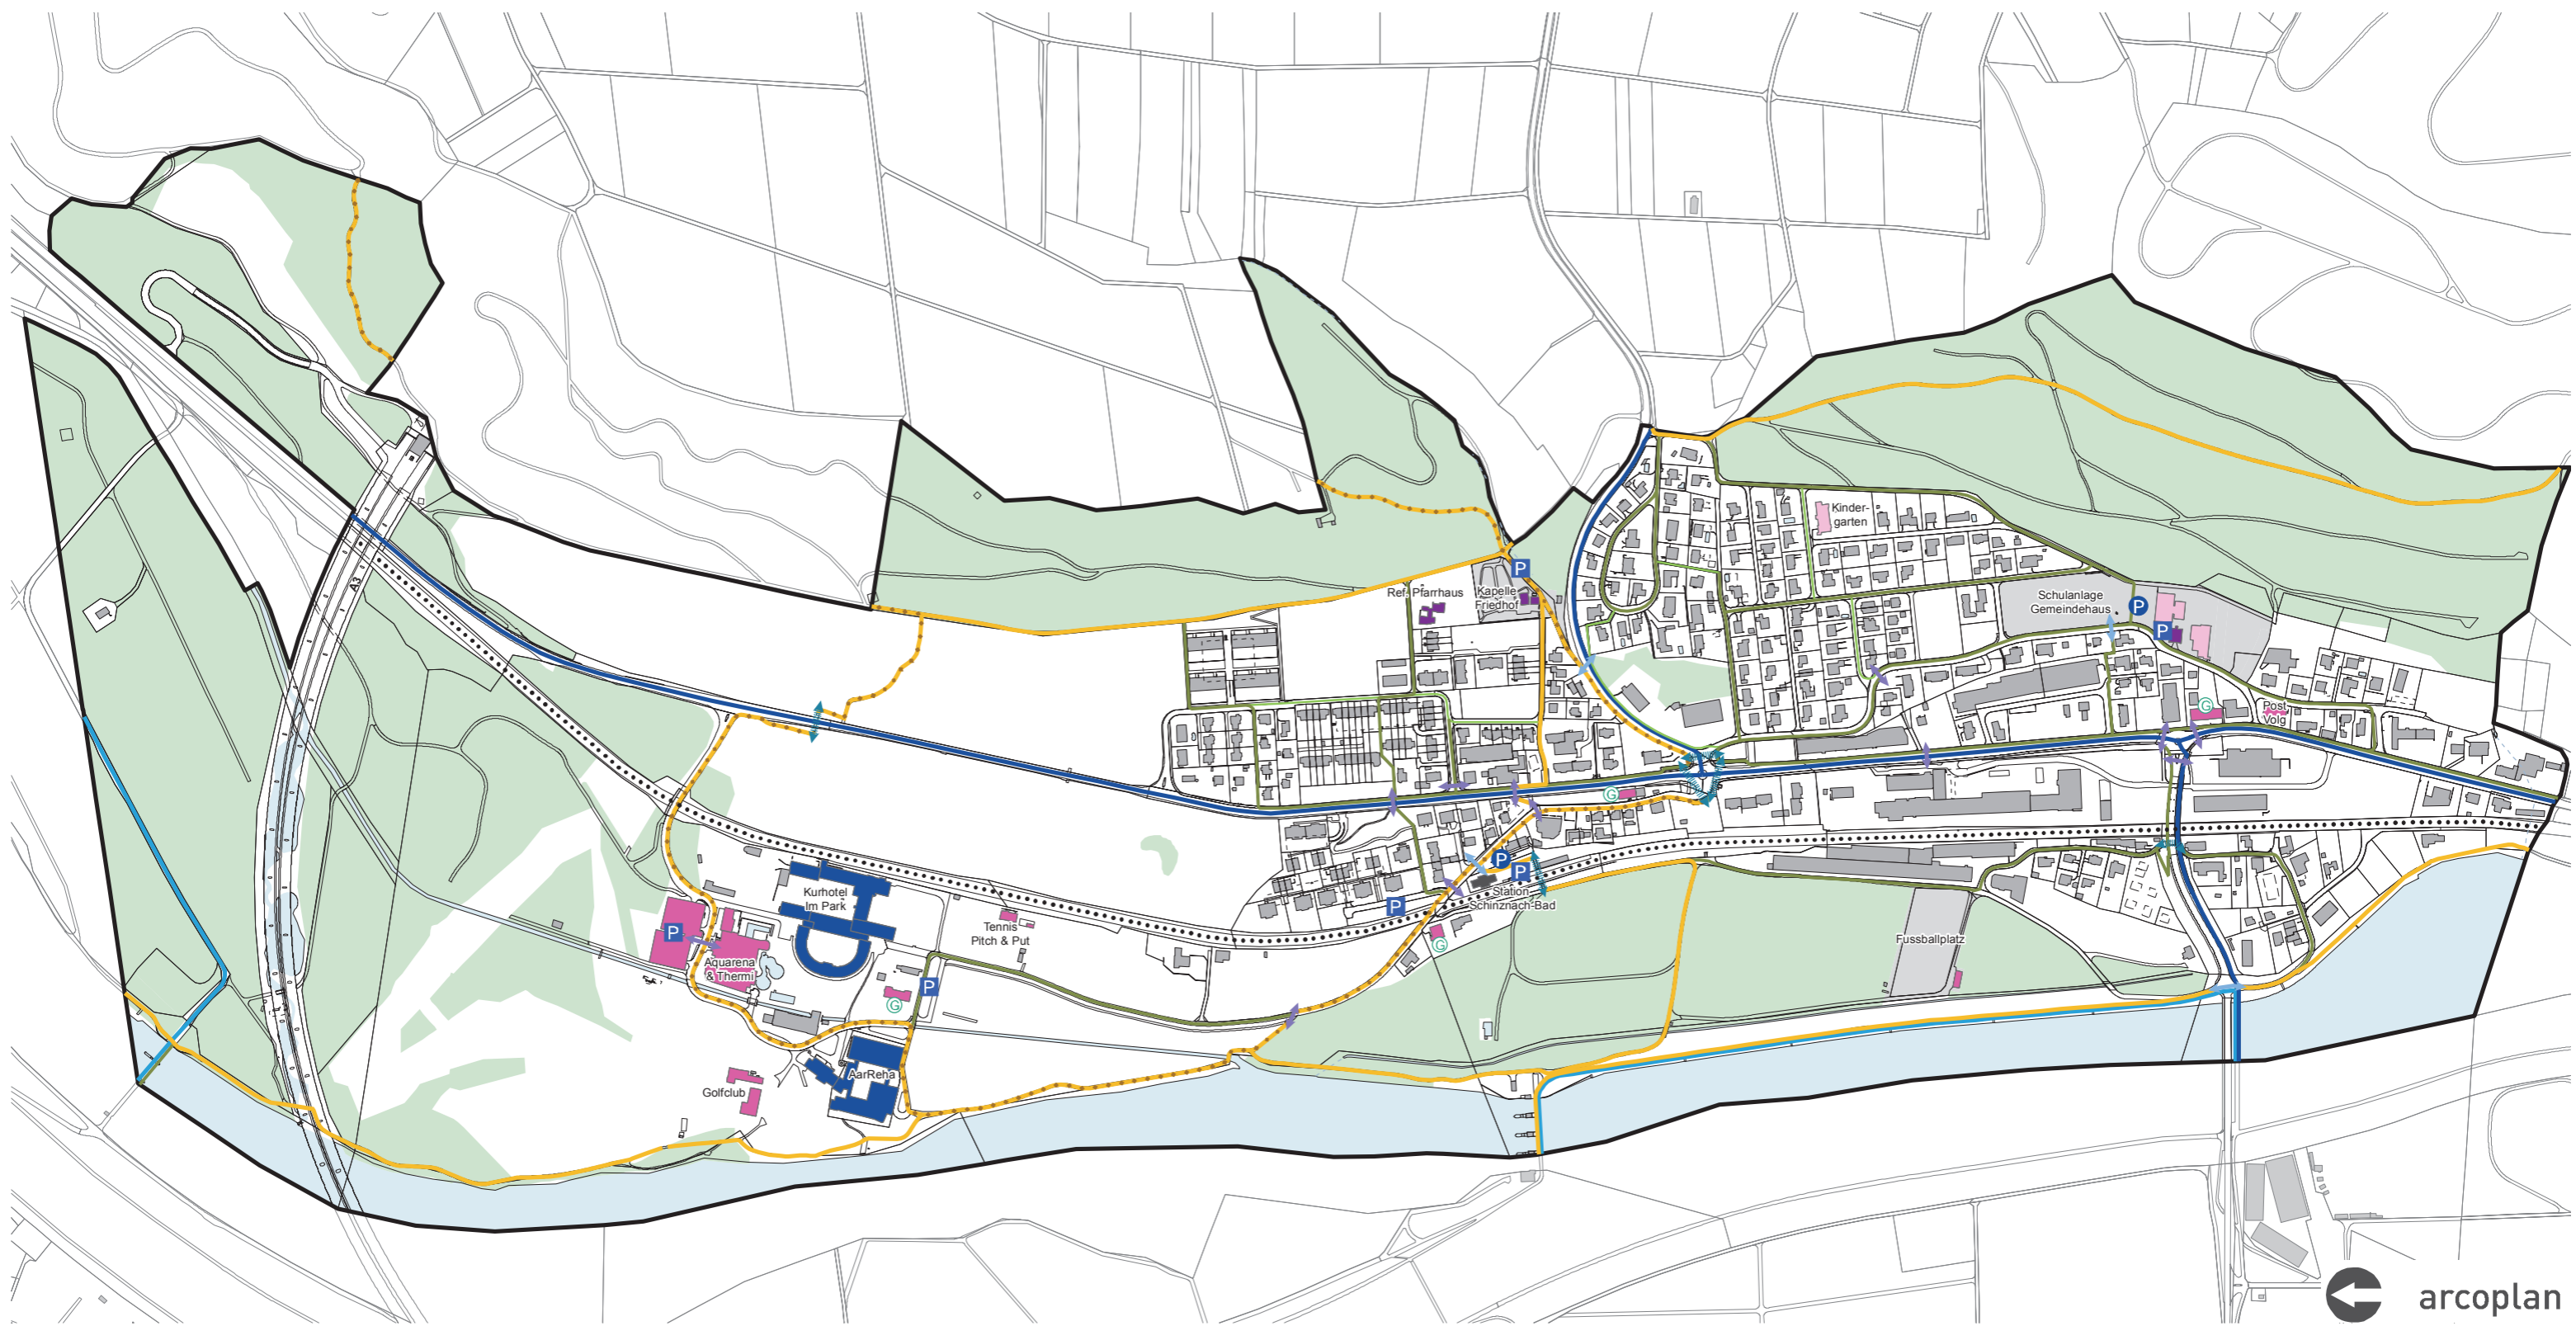 A3
Kinder-
garten
P
Ref. Pfarrhaus
Kapelle
Friedhof
Schulanlage
Gemeindehaus
P
P
G
Post
Volg
G
P
P
Station
Schinznach-Bad
P
G
Kurhotel
Im Park
Tennis
Pitch & Put
P
Aquarena
& Thermi
P
G
Fussballplatz
AarReha
Golfclub
arcoplan